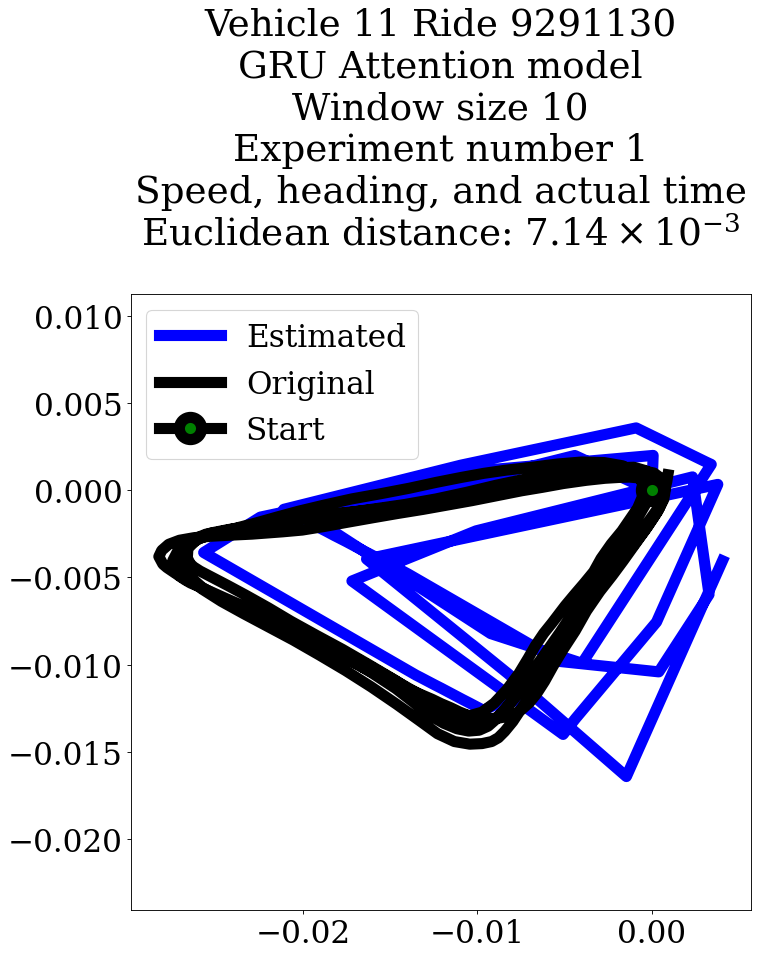 Vehicle 11 Ride 9291130
GRU Attention model
Window size 10
Experiment number 1
Speed, heading, and actual time
Euclidean distance: 7.14 × 10⁻³
Estimated
Original
Start
0.010
0.005
0.000
−0.005
−0.010
−0.015
−0.020
−0.02
−0.01
0.00